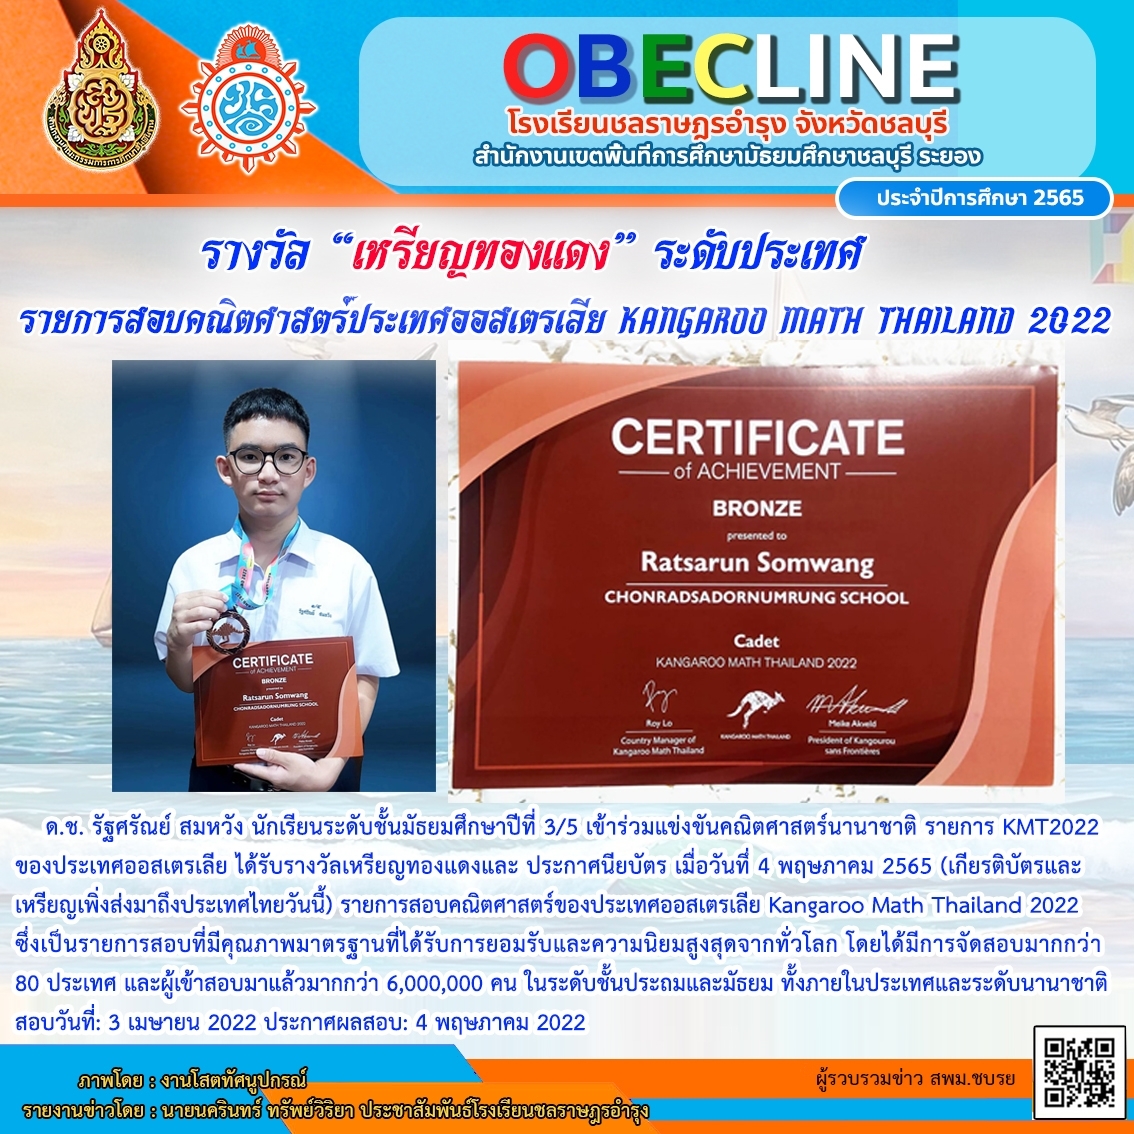 OBECLINE
โรงเรียนชลราษฎรอำรุง จังหวัดชลบุรี
สำนักงานเขตพื้นที่การศึกษามัธยมศึกษาชลบุรี ระยอง
ประจำปีการศึกษา 2565
รางวัล “เหรียญทองแดง” ระดับประเทศ
รายการสอบคณิตศาสตร์ประเทศออสเตรเลีย KANGAROO MATH THAILAND 2022
CERTIFICATE
of ACHIEVEMENT
BRONZE
presented to
Ratsarun Somwang
CHONRADSADORNUMRUNG SCHOOL
Cadet
KANGAROO MATH THAILAND 2022
Roy Lo
Country Manager of
Kangaroo Math Thailand
KANGAROO MATH THAILAND
Meike Akveld
President of Kangourou
sans Frontières
CERTIFICATE
of ACHIEVEMENT
BRONZE
presented to
Ratsarun Somwang
CHONRADSADORNUMRUNG SCHOOL
Cadet
KANGAROO MATH THAILAND 2022
ด.ช. รัฐศรัณย์ สมหวัง นักเรียนระดับชั้นมัธยมศึกษาปีที่ 3/5 เข้าร่วมแข่งขันคณิตศาสตร์นานาชาติ รายการ KMT2022
ของประเทศออสเตรเลีย ได้รับรางวัลเหรียญทองแดงและ ประกาศนียบัตร เมื่อวันที่ 4 พฤษภาคม 2565 (เกียรติบัตรและ
เหรียญเพิ่งส่งมาถึงประเทศไทยวันนี้) รายการสอบคณิตศาสตร์ของประเทศออสเตรเลีย Kangaroo Math Thailand 2022
ซึ่งเป็นรายการสอบที่มีคุณภาพมาตรฐานที่ได้รับการยอมรับและความนิยมสูงสุดจากทั่วโลก โดยได้มีการจัดสอบมากกว่า
80 ประเทศ และผู้เข้าสอบมาแล้วมากกว่า 6,000,000 คน ในระดับชั้นประถมและมัธยม ทั้งภายในประเทศและระดับนานาชาติ
สอบวันที่: 3 เมษายน 2022 ประกาศผลสอบ: 4 พฤษภาคม 2022
ภาพโดย : งานโสตทัศนูปกรณ์
รายงานข่าวโดย : นายนครินทร์ ทรัพย์วิริยา ประชาสัมพันธ์โรงเรียนชลราษฎรอำรุง
ผู้รวบรวมข่าว สพม.ชบรย